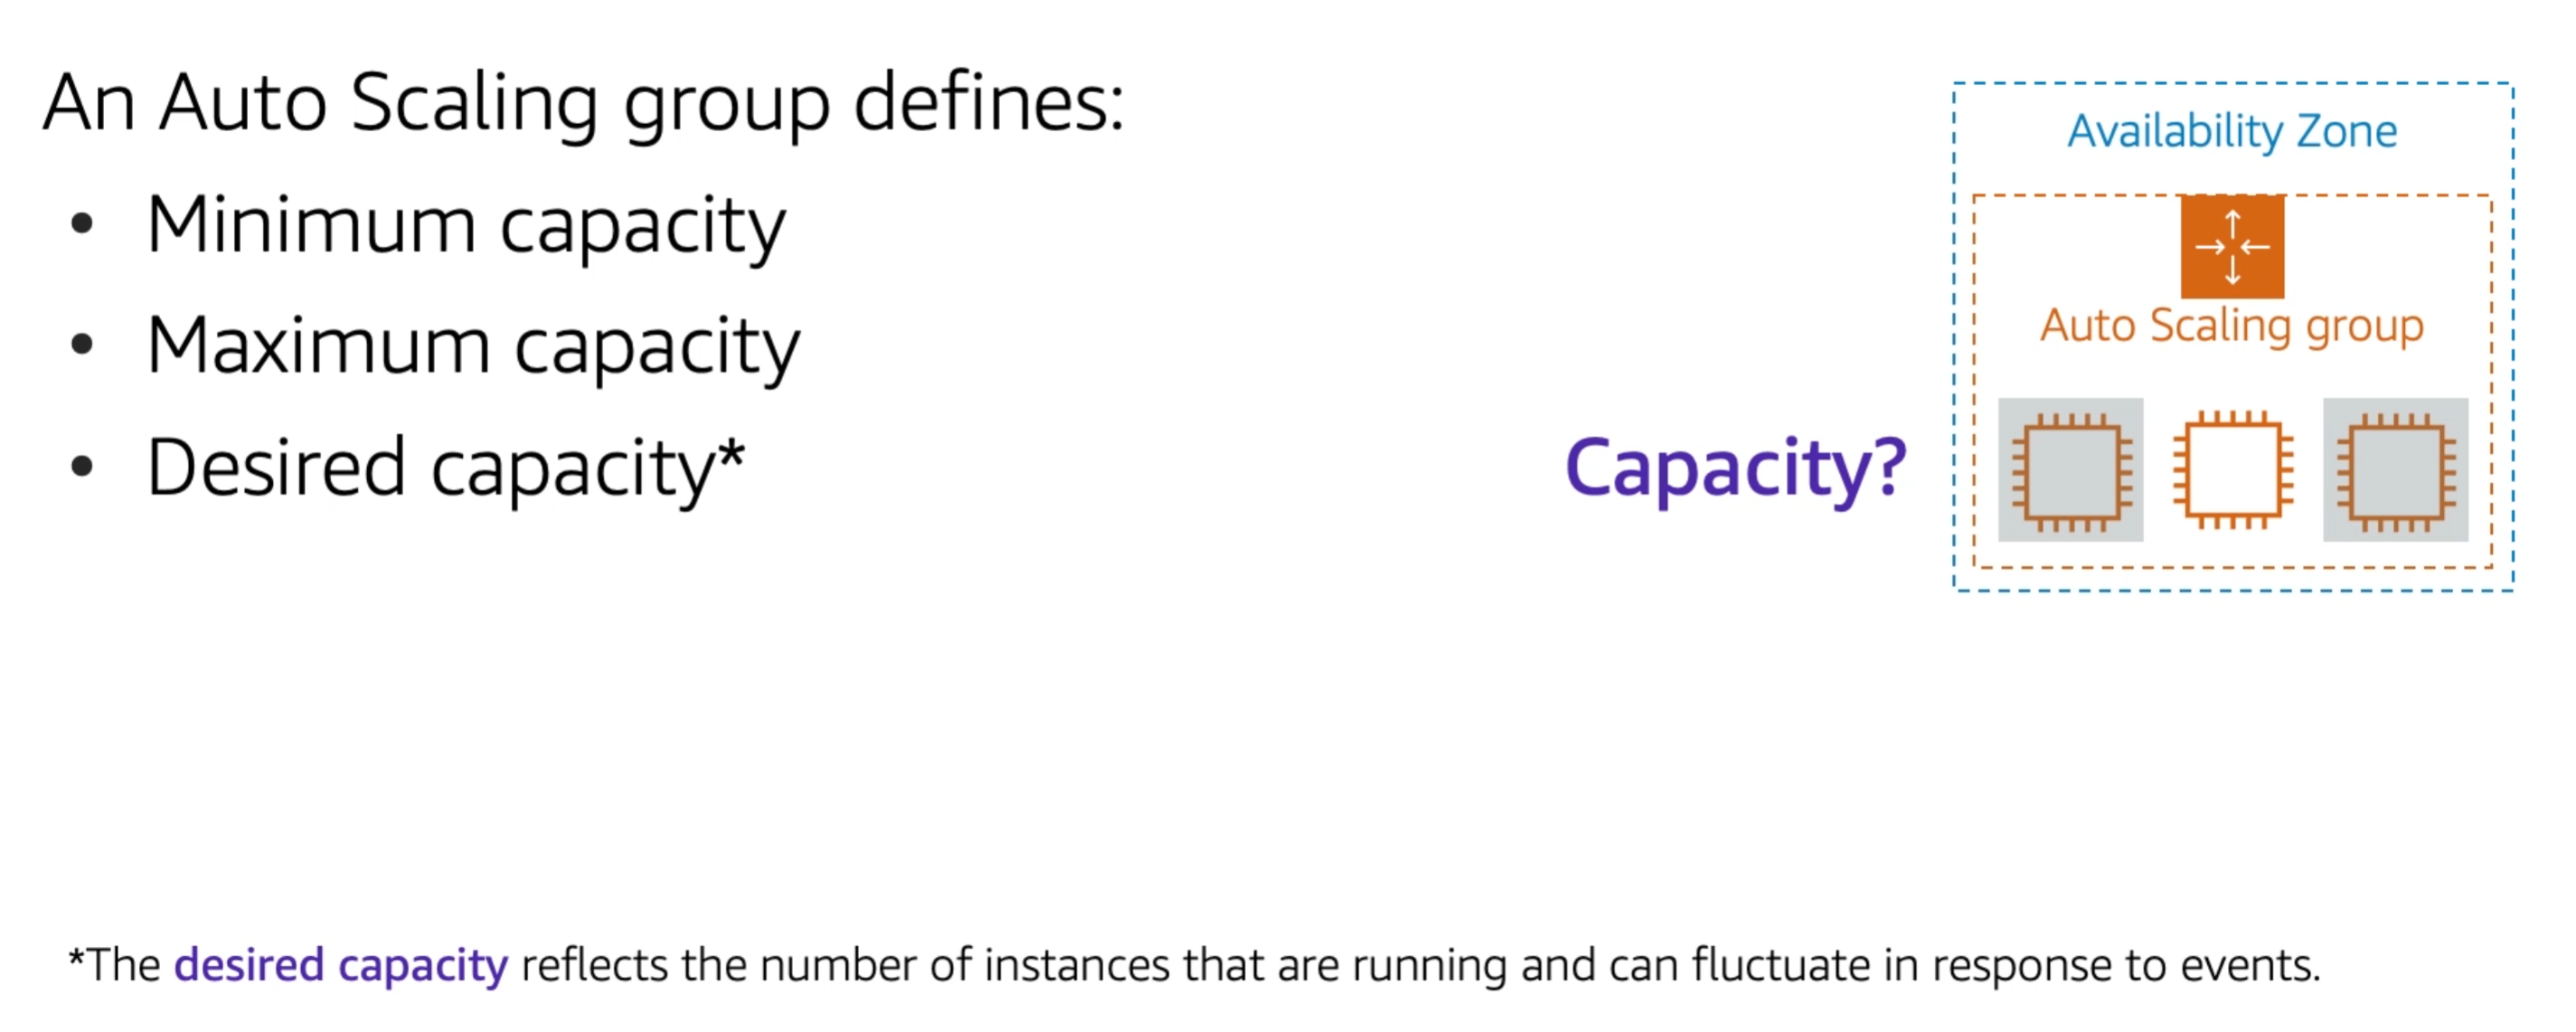 An Auto Scaling group defines:
• Minimum capacity
• Maximum capacity
• Desired capacity*
Capacity?
Availability Zone
Auto Scaling group
*The desired capacity reflects the number of instances that are running and can fluctuate in response to events.